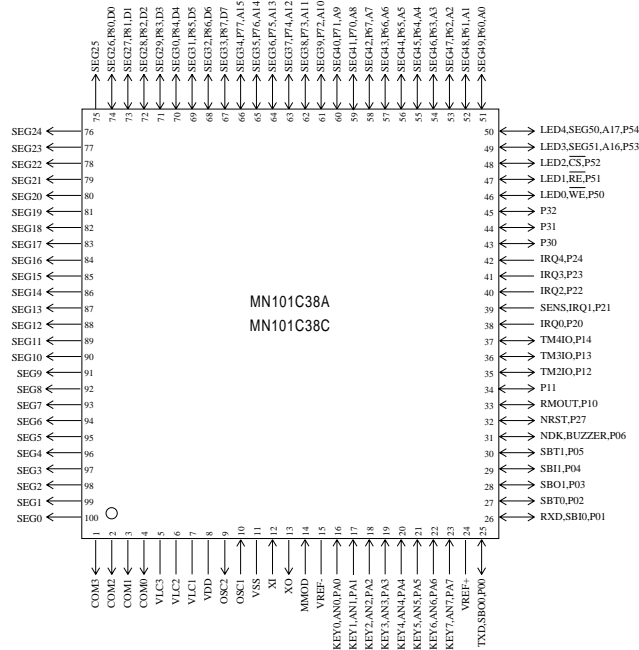 SEG25
SEG26,P80,D0
SEG27,P81,D1
SEG28,P82,D2
SEG29,P83,D3
SEG30,P84,D4
SEG31,P85,D5
SEG32,P86,D6
SEG33,P87,D7
SEG34,P77,A15
SEG35,P76,A14
SEG36,P75,A13
SEG37,P74,A12
SEG38,P73,A11
SEG39,P72,A10
SEG40,P71,A9
SEG41,P70,A8
SEG42,P67,A7
SEG43,P66,A6
SEG44,P65,A5
SEG45,P64,A4
SEG46,P63,A3
SEG47,P62,A2
SEG48,P61,A1
SEG49,P60,A0
75 74 73 72 71 70 69 68 67 66 65 64 63 62 61 60 59 58 57 56 55 54 53 52 51
SEG24 76
SEG23 77
SEG22 78
SEG21 79
SEG20 80
SEG19 81
SEG18 82
SEG17 83
SEG16 84
SEG15 85
SEG14 86
SEG13 87
SEG12 88
SEG11 89
SEG10 90
SEG9 91
SEG8 92
SEG7 93
SEG6 94
SEG5 95
SEG4 96
SEG3 97
SEG2 98
SEG1 99
SEG0 100
MN101C38A
MN101C38C
50 LED4,SEG50,A17,P54
49 LED3,SEG51,A16,P53
48 LED2,CS,P52
47 LED1,RE,P51
46 LED0,WE,P50
45 P32
44 P31
43 P30
42 IRQ4,P24
41 IRQ3,P23
40 IRQ2,P22
39 SENS,IRQ1,P21
38 IRQ0,P20
37 TM4IO,P14
36 TM3IO,P13
35 TM2IO,P12
34 P11
33 RMOUT,P10
32 NRST,P27
31 NDK,BUZZER,P06
30 SBT1,P05
29 SBI1,P04
28 SBO1,P03
27 SBT0,P02
26 RXD,SBI0,P01
1 2 3 4 5 6 7 8 9 10 11 12 13 14 15 16 17 18 19 20 21 22 23 24 25
COM3
COM2
COM1
COM0
VLC3
VLC2
VLC1
VDD
OSC2
OSC1
VSS
XI
XO
MMOD
VREF-
KEY0,AN0,PA0
KEY1,AN1,PA1
KEY2,AN2,PA2
KEY3,AN3,PA3
KEY4,AN4,PA4
KEY5,AN5,PA5
KEY6,AN6,PA6
KEY7,AN7,PA7
VREF+
TXD,SBO0,P00